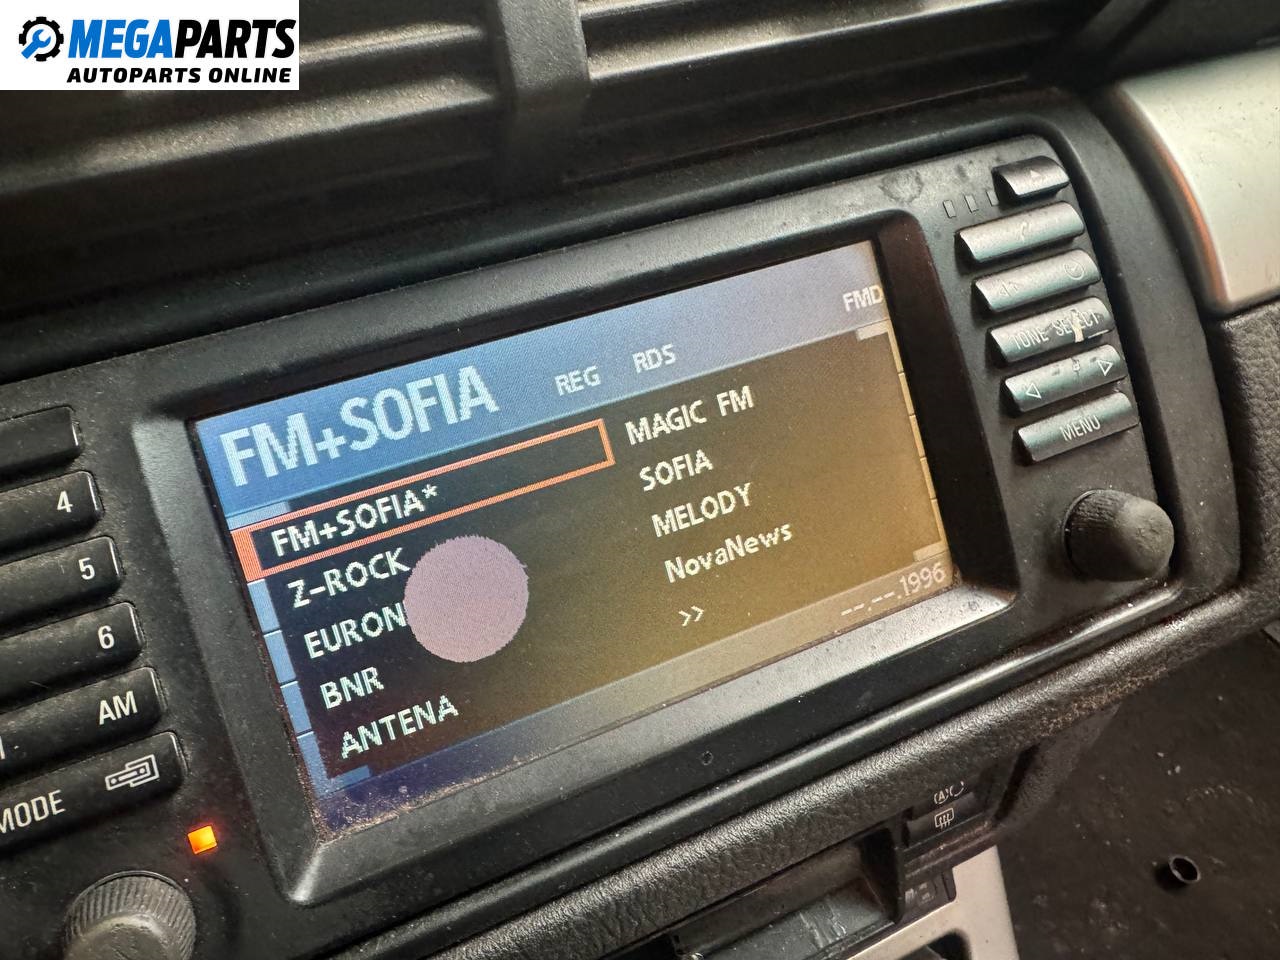 MEGAPARTS
AUTOPARTS ONLINE
FM+SOFIA REG RDS FMD
FM+SOFIA*
Z-ROCK
EURON
BNR
ANTENA
MAGIC FM
SOFIA
MELODY
NovaNews
>>
--.--.1996
4
5
6
AM
MODE
TONE SELECT
MENU